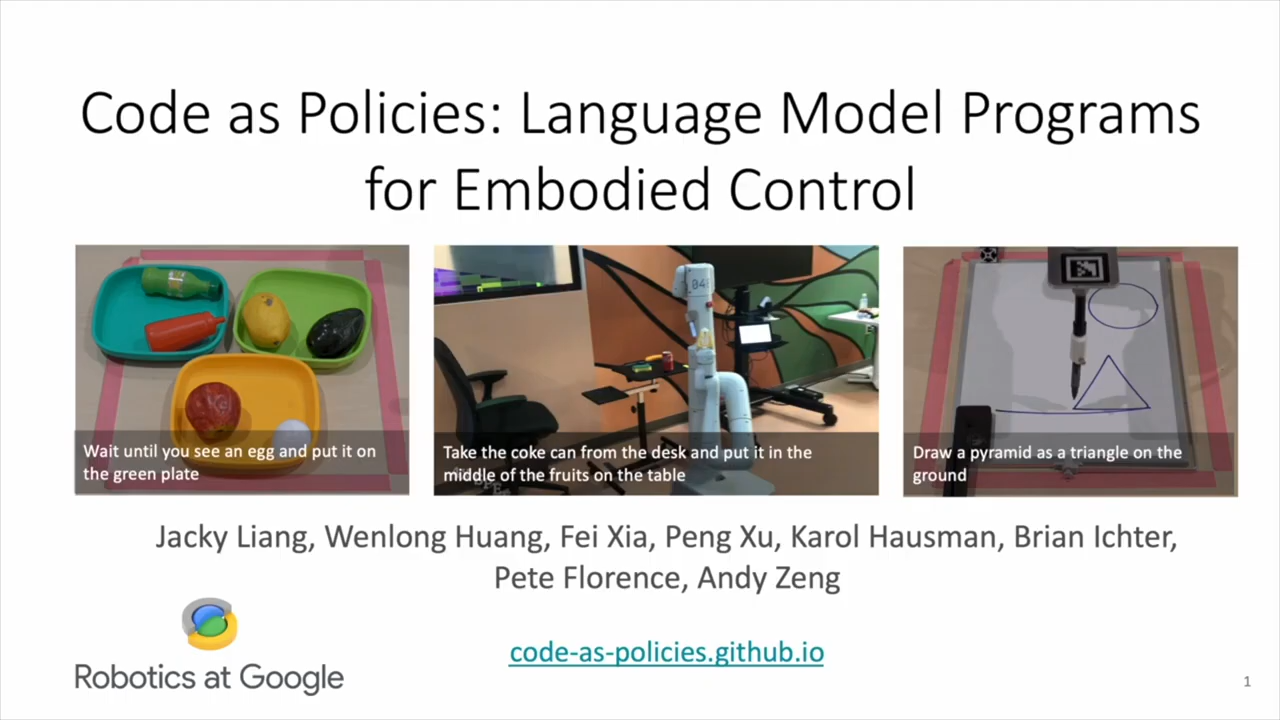 Code as Policies: Language Model Programs
for Embodied Control
Wait until you see an egg and put it on
the green plate
Take the coke can from the desk and put it in the
middle of the fruits on the table
Draw a pyramid as a triangle on the
ground
Jacky Liang, Wenlong Huang, Fei Xia, Peng Xu, Karol Hausman, Brian Ichter,
Pete Florence, Andy Zeng
Robotics at Google
code-as-policies.github.io
1